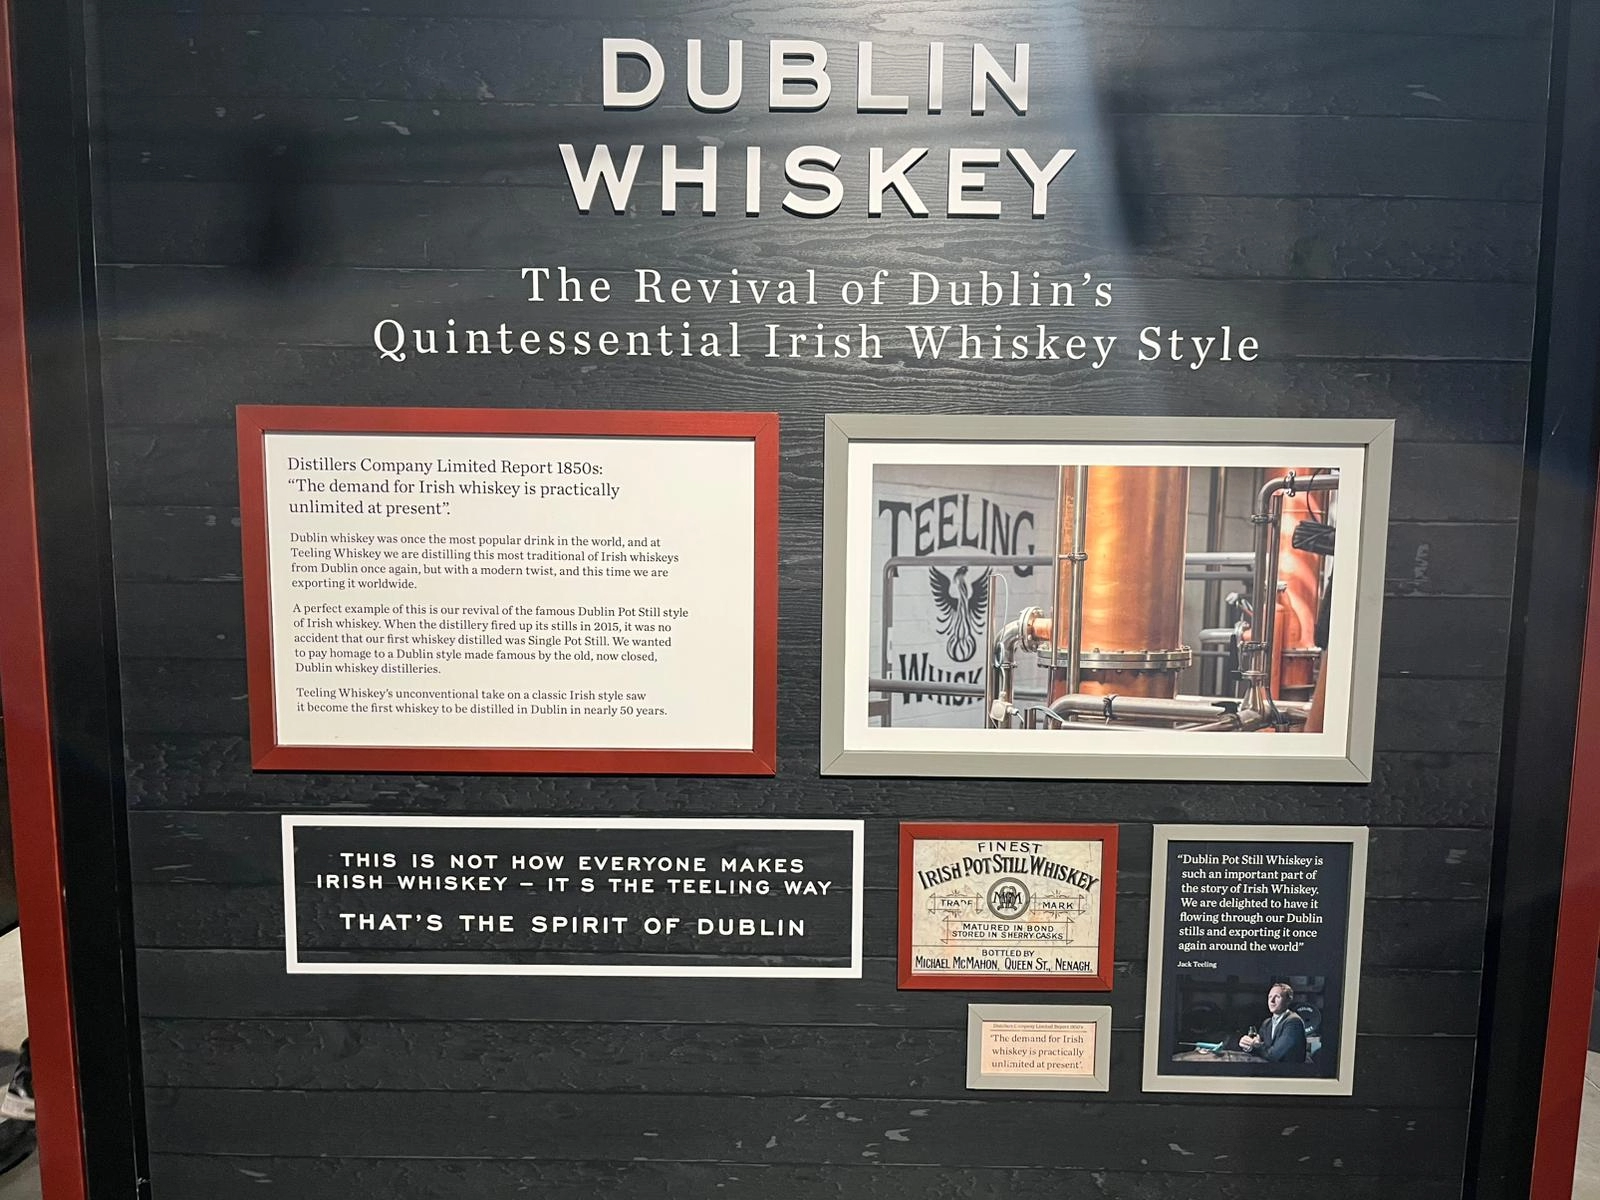 DUBLIN
WHISKEY
The Revival of Dublin's
Quintessential Irish Whiskey Style
Distillers Company Limited Report 1850s:
“The demand for Irish whiskey is practically
unlimited at present”.
Dublin whiskey was once the most popular drink in the world, and at
Teeling Whiskey we are distilling this most traditional of Irish whiskeys
from Dublin once again, but with a modern twist, and this time we are
exporting it worldwide.
A perfect example of this is our revival of the famous Dublin Pot Still style
of Irish whiskey. When the distillery fired up its stills in 2015, it was no
accident that our first whiskey distilled was Single Pot Still. We wanted
to pay homage to a Dublin style made famous by the old, now closed,
Dublin whiskey distilleries.
Teeling Whiskey's unconventional take on a classic Irish style saw
it become the first whiskey to be distilled in Dublin in nearly 50 years.
TEELING
WHISK
THIS IS NOT HOW EVERYONE MAKES
IRISH WHISKEY – IT S THE TEELING WAY
THAT'S THE SPIRIT OF DUBLIN
FINEST
IRISH POT STILL WHISKEY
TRADE MARK
MATURED IN BOND
STORED IN SHERRY CASKS
BOTTLED BY
MICHAEL McMAHON, QUEEN ST., NENAGH.
Distillers Company Limited Report 1850's
“The demand for Irish
whiskey is practically
unlimited at present”.
“Dublin Pot Still Whiskey is
such an important part of
the story of Irish Whiskey.
We are delighted to have it
flowing through our Dublin
stills and exporting it once
again around the world”
Jack Teeling